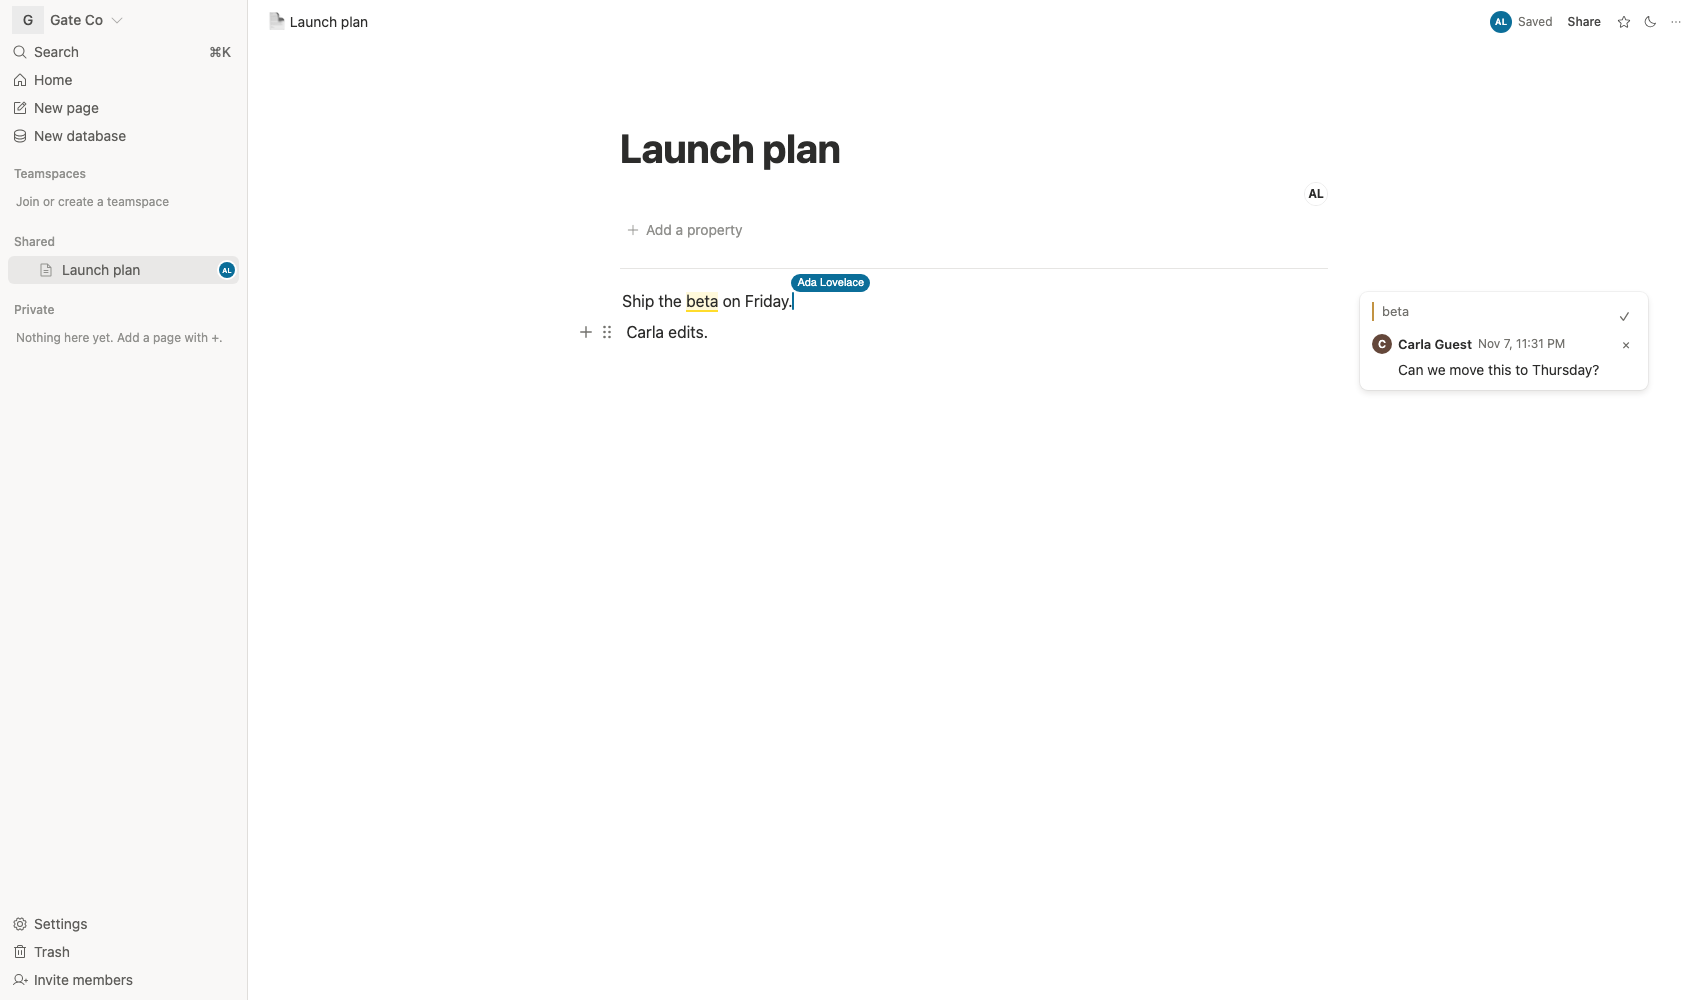 G Gate Co
Search ⌘K
Home
New page
New database
Teamspaces
Join or create a teamspace
Shared
Launch plan AL
Private
Nothing here yet. Add a page with +.
Settings
Trash
Invite members
Launch plan
AL Saved Share
Launch plan
AL
Add a property
Ada Lovelace
Ship the beta on Friday.
Carla edits.
beta
C Carla Guest Nov 7, 11:31 PM
Can we move this to Thursday?